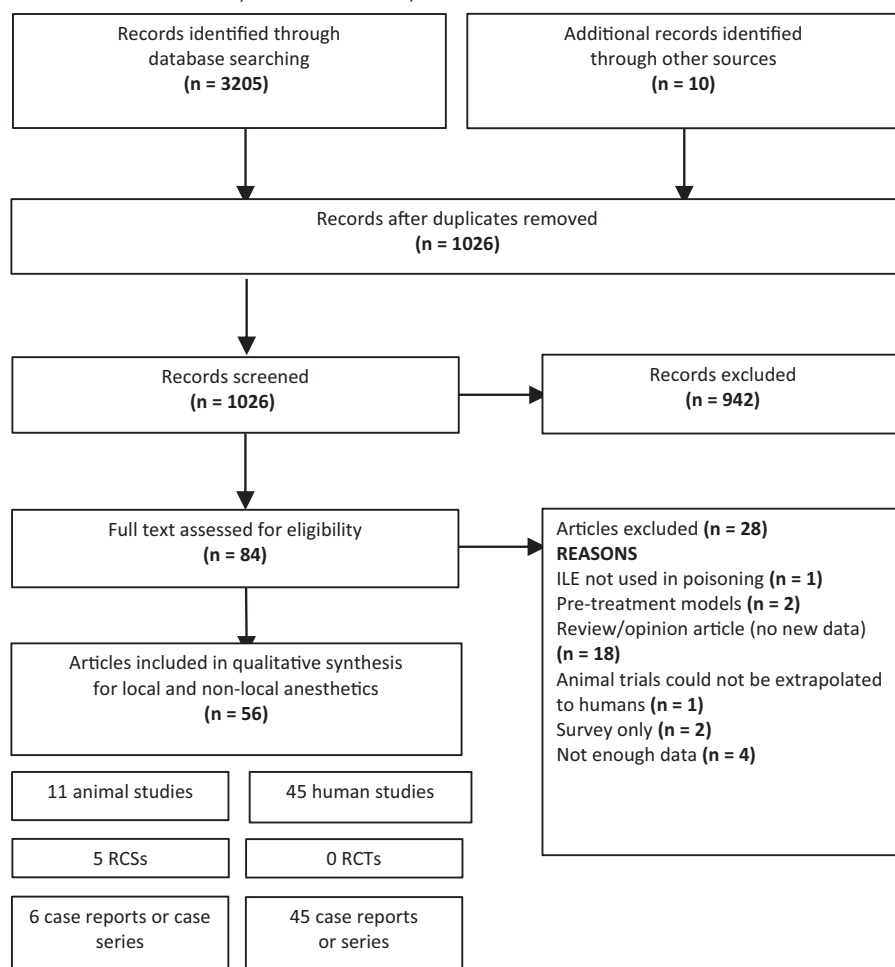 Records identified through
database searching
(n = 3205)
Additional records identified
through other sources
(n = 10)
Records after duplicates removed
(n = 1026)
Records screened
(n = 1026)
Records excluded
(n = 942)
Full text assessed for eligibility
(n = 84)
Articles excluded (n = 28)
REASONS
ILE not used in poisoning (n = 1)
Pre-treatment models (n = 2)
Review/opinion article (no new data)
(n = 18)
Animal trials could not be extrapolated
to humans (n = 1)
Survey only (n = 2)
Not enough data (n = 4)
Articles included in qualitative synthesis
for local and non-local anesthetics
(n = 56)
11 animal studies
45 human studies
5 RCSs
0 RCTs
6 case reports or case
series
45 case reports
or series